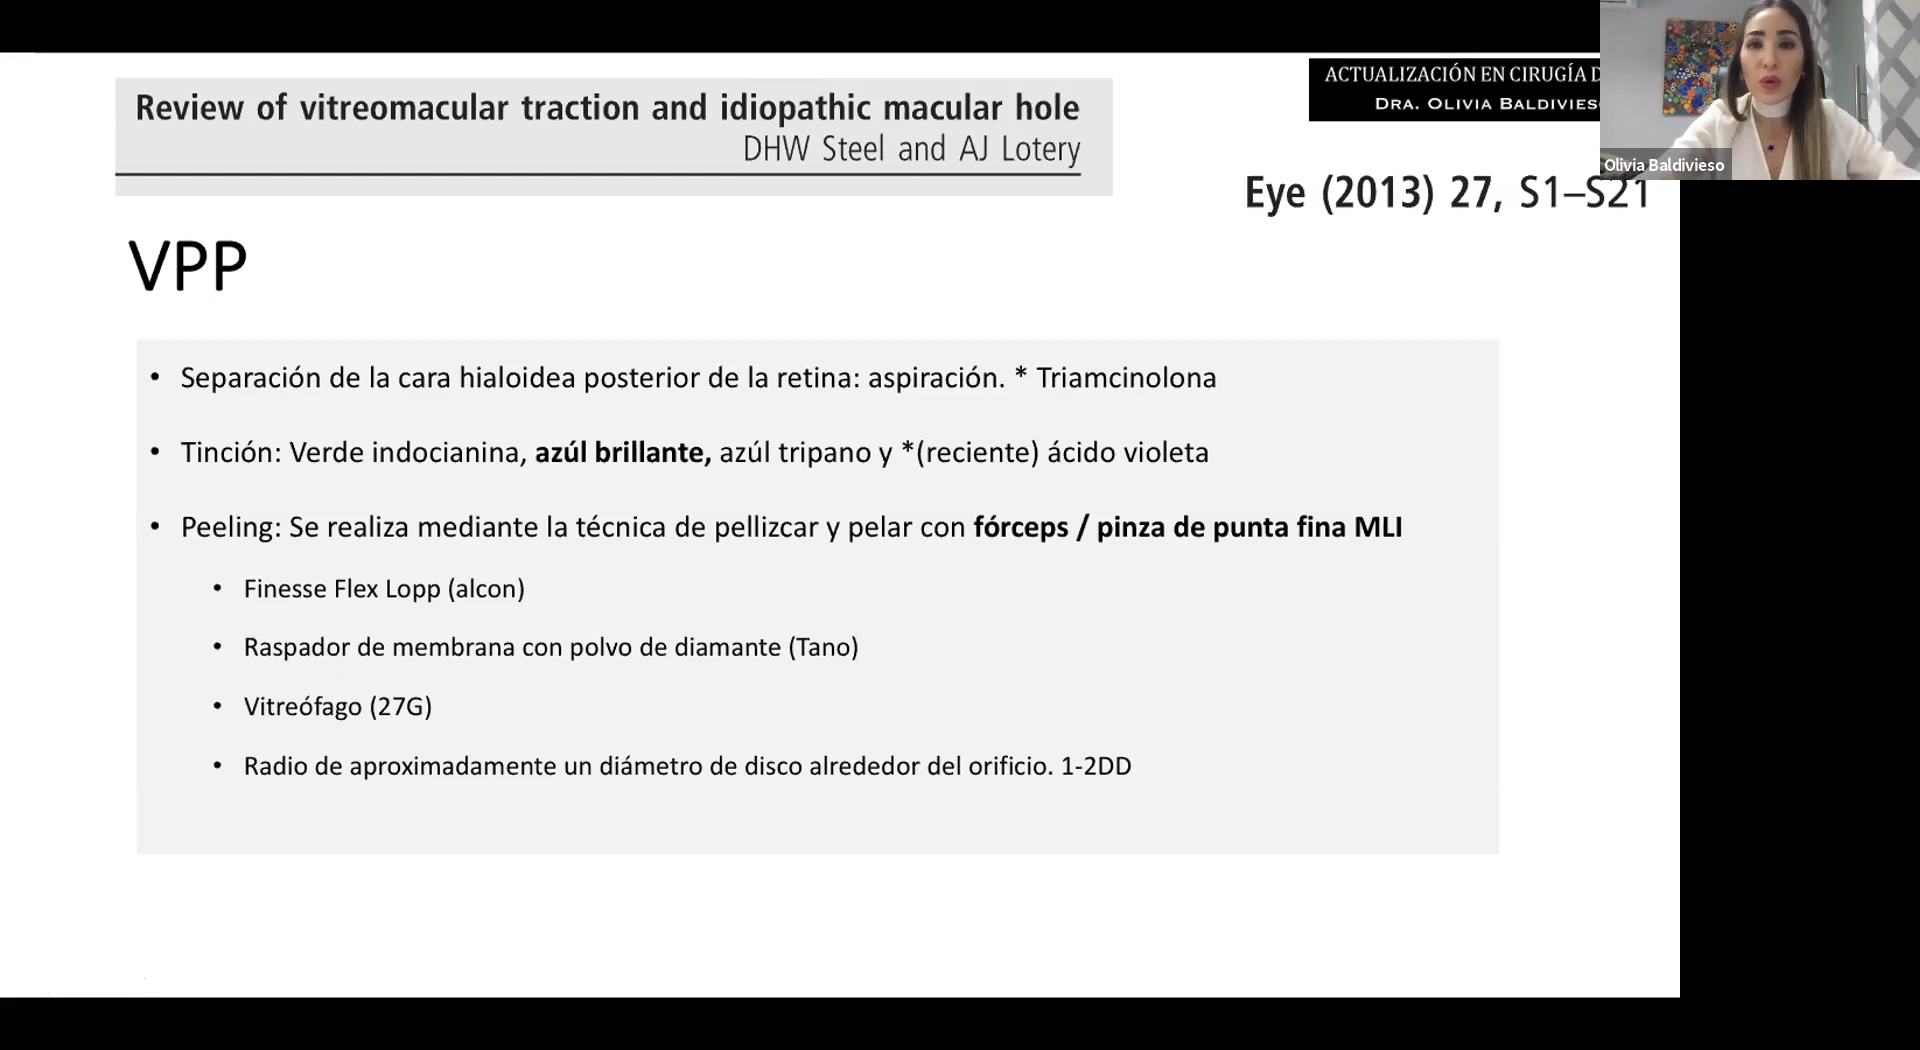 Review of vitreomacular traction and idiopathic macular hole
DHW Steel and AJ Lotery
ACTUALIZACIÓN EN CIRUGÍA
DRA. OLIVIA
Olivia Baldivieso
Eye (2013) 27, S1–S21
VPP
• Separación de la cara hialoidea posterior de la retina: aspiración. * Triamcinolona
• Tinción: Verde indocianina, azúl brillante, azúl tripano y *(reciente) ácido violeta
• Peeling: Se realiza mediante la técnica de pellizcar y pelar con fórceps / pinza de punta fina MLI
• Finesse Flex Lopp (alcon)
• Raspador de membrana con polvo de diamante (Tano)
• Vitreófago (27G)
• Radio de aproximadamente un diámetro de disco alrededor del orificio. 1-2DD